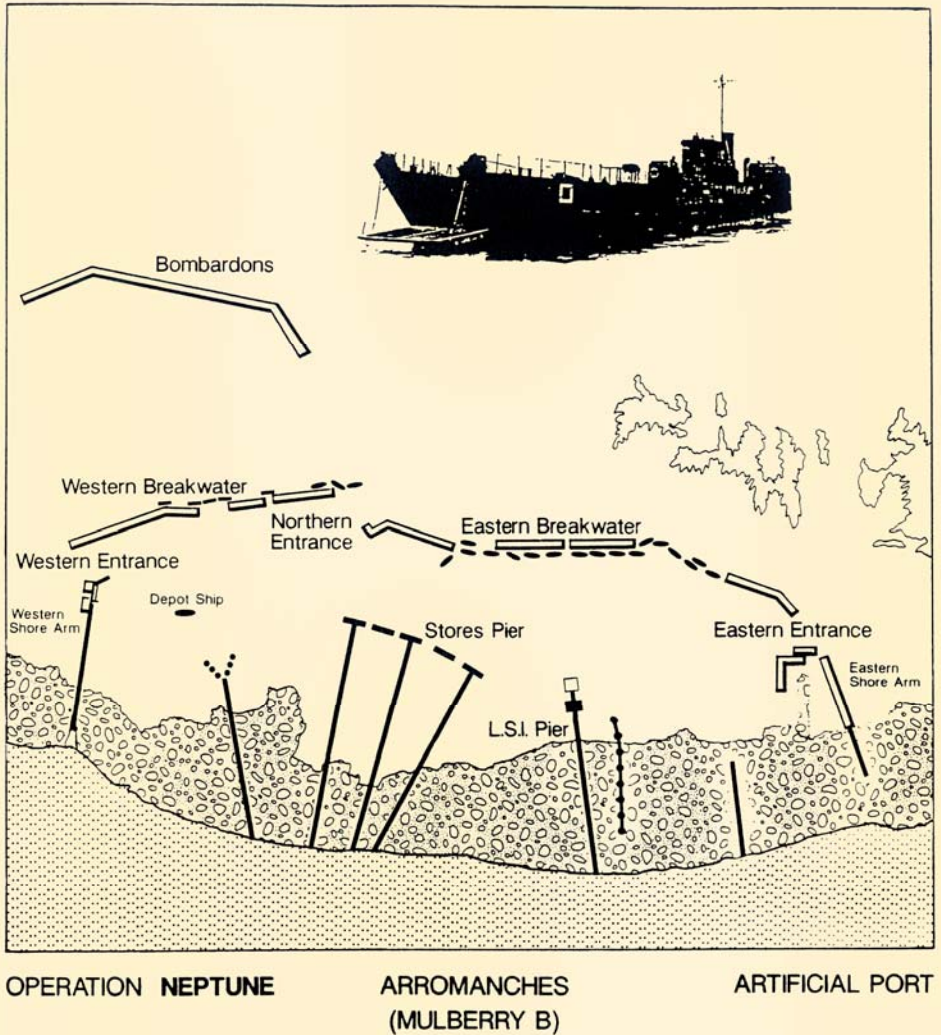 Bombardons
Western Breakwater
Northern
Entrance
Eastern Breakwater
Western Entrance
Western
Shore Arm
Depot Ship
Stores Pier
Eastern Entrance
Eastern
Shore Arm
L.S.I. Pier
OPERATION NEPTUNE
ARROMANCHES
(MULBERRY B)
ARTIFICIAL PORT